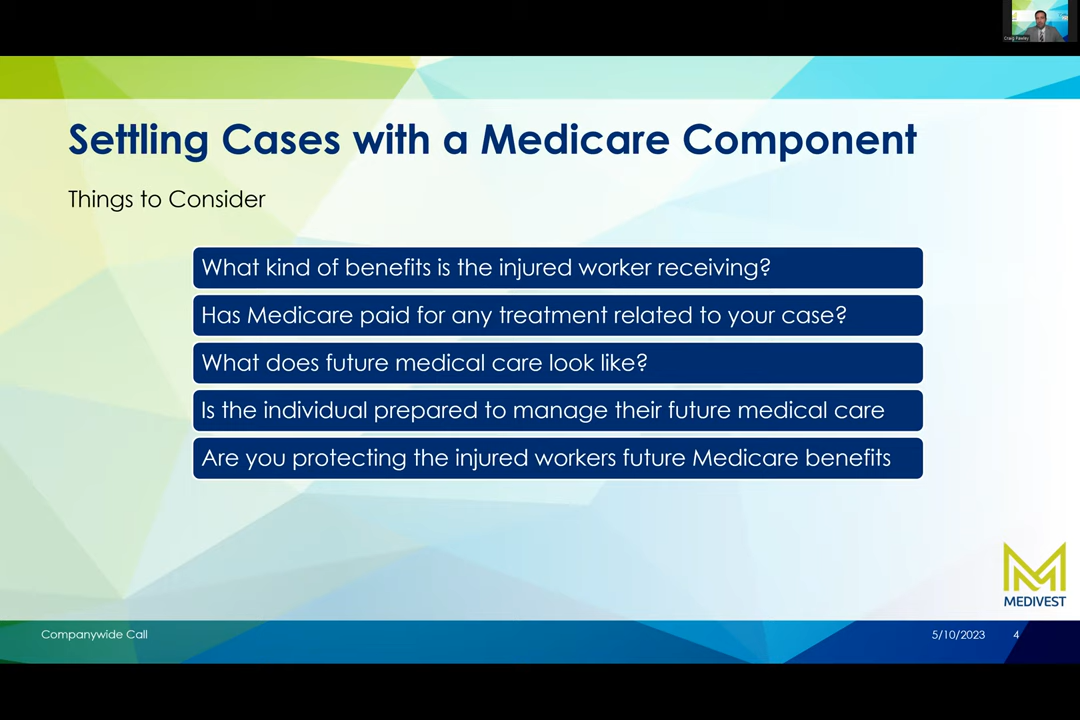 Settling Cases with a Medicare Component
Things to Consider
What kind of benefits is the injured worker receiving?
Has Medicare paid for any treatment related to your case?
What does future medical care look like?
Is the individual prepared to manage their future medical care
Are you protecting the injured workers future Medicare benefits
MEDIVEST
Companywide Call
5/10/2023
4